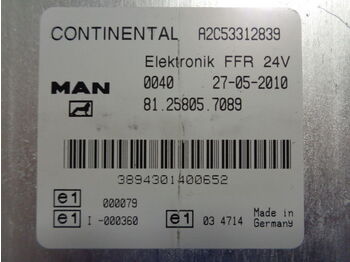 CONTINENTAL A2C53312839
Elektronik FFR 24V
MAN 0040 27-05-2010
81.25805.7089
3894301400652
e1 000079
e1 I -000360 e1 03 4714 Made in
Germany